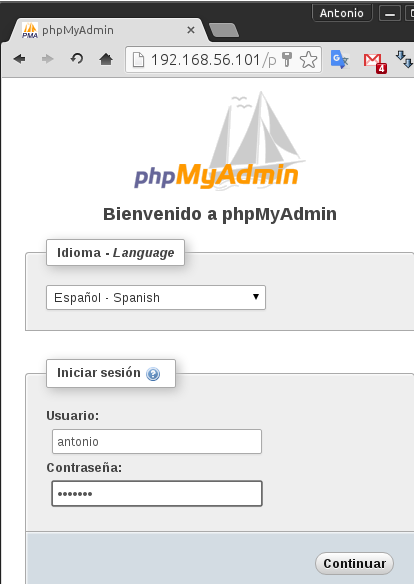 Antonio
PMA phpMyAdmin
192.168.56.101/p
4
phpMyAdmin
Bienvenido a phpMyAdmin
Idioma - Language
Español - Spanish
Iniciar sesión
Usuario:
antonio
Contraseña:
•••••••
Continuar